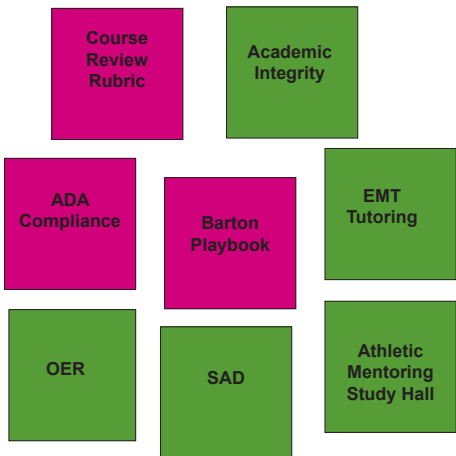 Course
Review
Rubric
Academic
Integrity
ADA
Compliance
Barton
Playbook
EMT
Tutoring
OER
SAD
Athletic
Mentoring
Study Hall